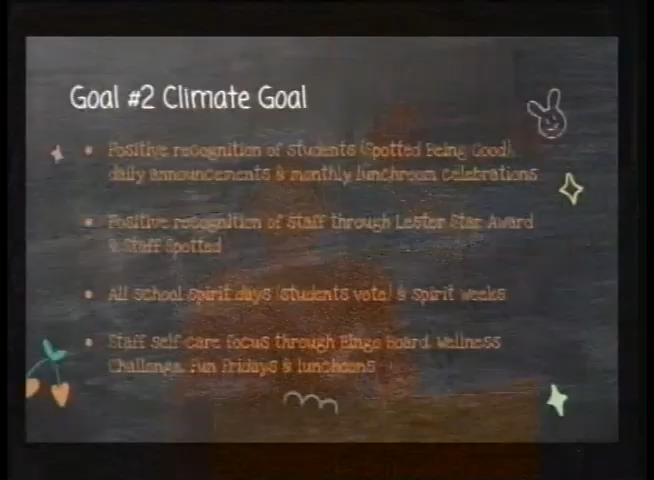 Goal #2 Climate Goal
• Positive recognition of students (Spotted Being Good),
daily announcements & monthly lunchroom celebrations
• Positive recognition of staff through Lester Star Award
& Staff Spotted
• All school spirit days (students vote) & spirit weeks
• Staff self-care focus through Bingo Board, Wellness
Challenge, Fun Fridays & luncheons